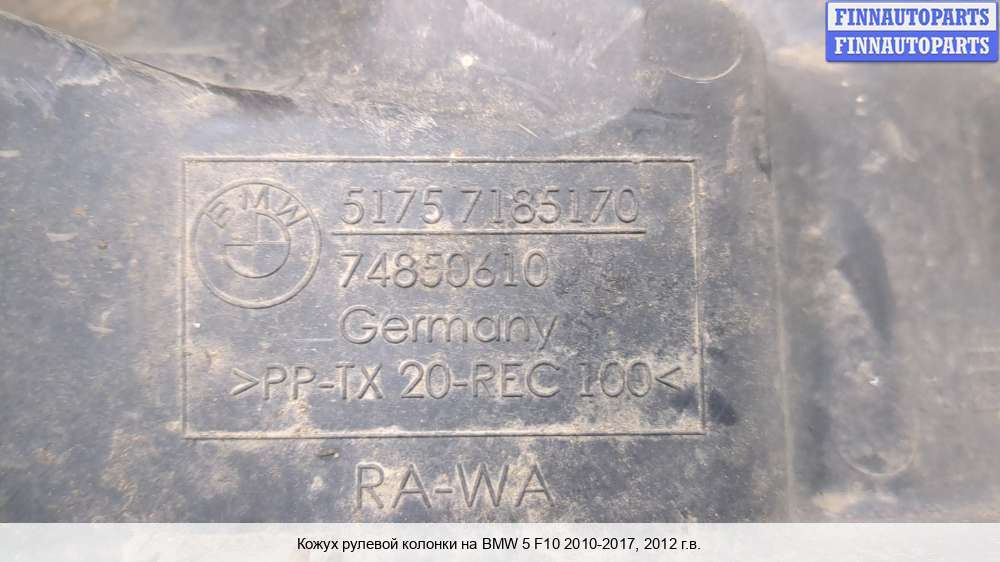 FINNAUTOPARTS
FINNAUTOPARTS
BMW
5175 7185170
74850610
Germany
>PP-TX 20-REC 100<
RA-WA
Кожух рулевой колонки на BMW 5 F10 2010-2017, 2012 г.в.